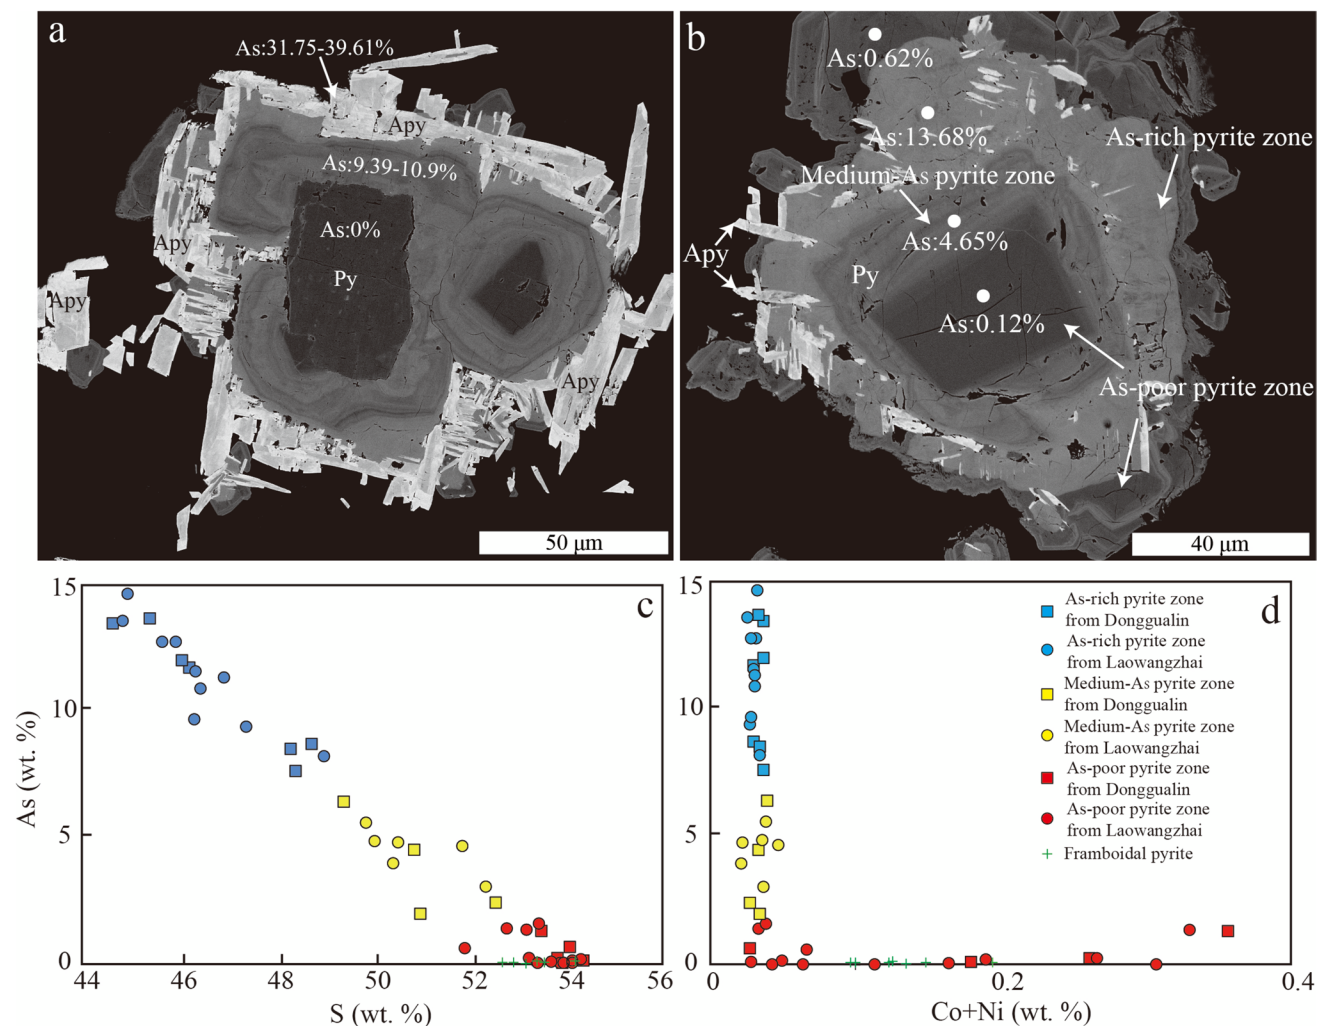 a
As:31.75-39.61%
Apy
As:9.39-10.9%
As:0%
Py
Apy
Apy
Apy
50 μm
b
As:0.62%
As:13.68%
As-rich pyrite zone
Medium-As pyrite zone
As:4.65%
Apy
Py
As:0.12%
As-poor pyrite zone
40 μm
c
15
10
5
0
As (wt. %)
44
46
48
50
52
54
56
S (wt. %)
d
15
10
5
0
0
0.2
0.4
Co+Ni (wt. %)
As-rich pyrite zone
from Donggualin
As-rich pyrite zone
from Laowangzhai
Medium-As pyrite zone
from Donggualin
Medium-As pyrite zone
from Laowangzhai
As-poor pyrite zone
from Donggualin
As-poor pyrite zone
from Laowangzhai
Framboidal pyrite